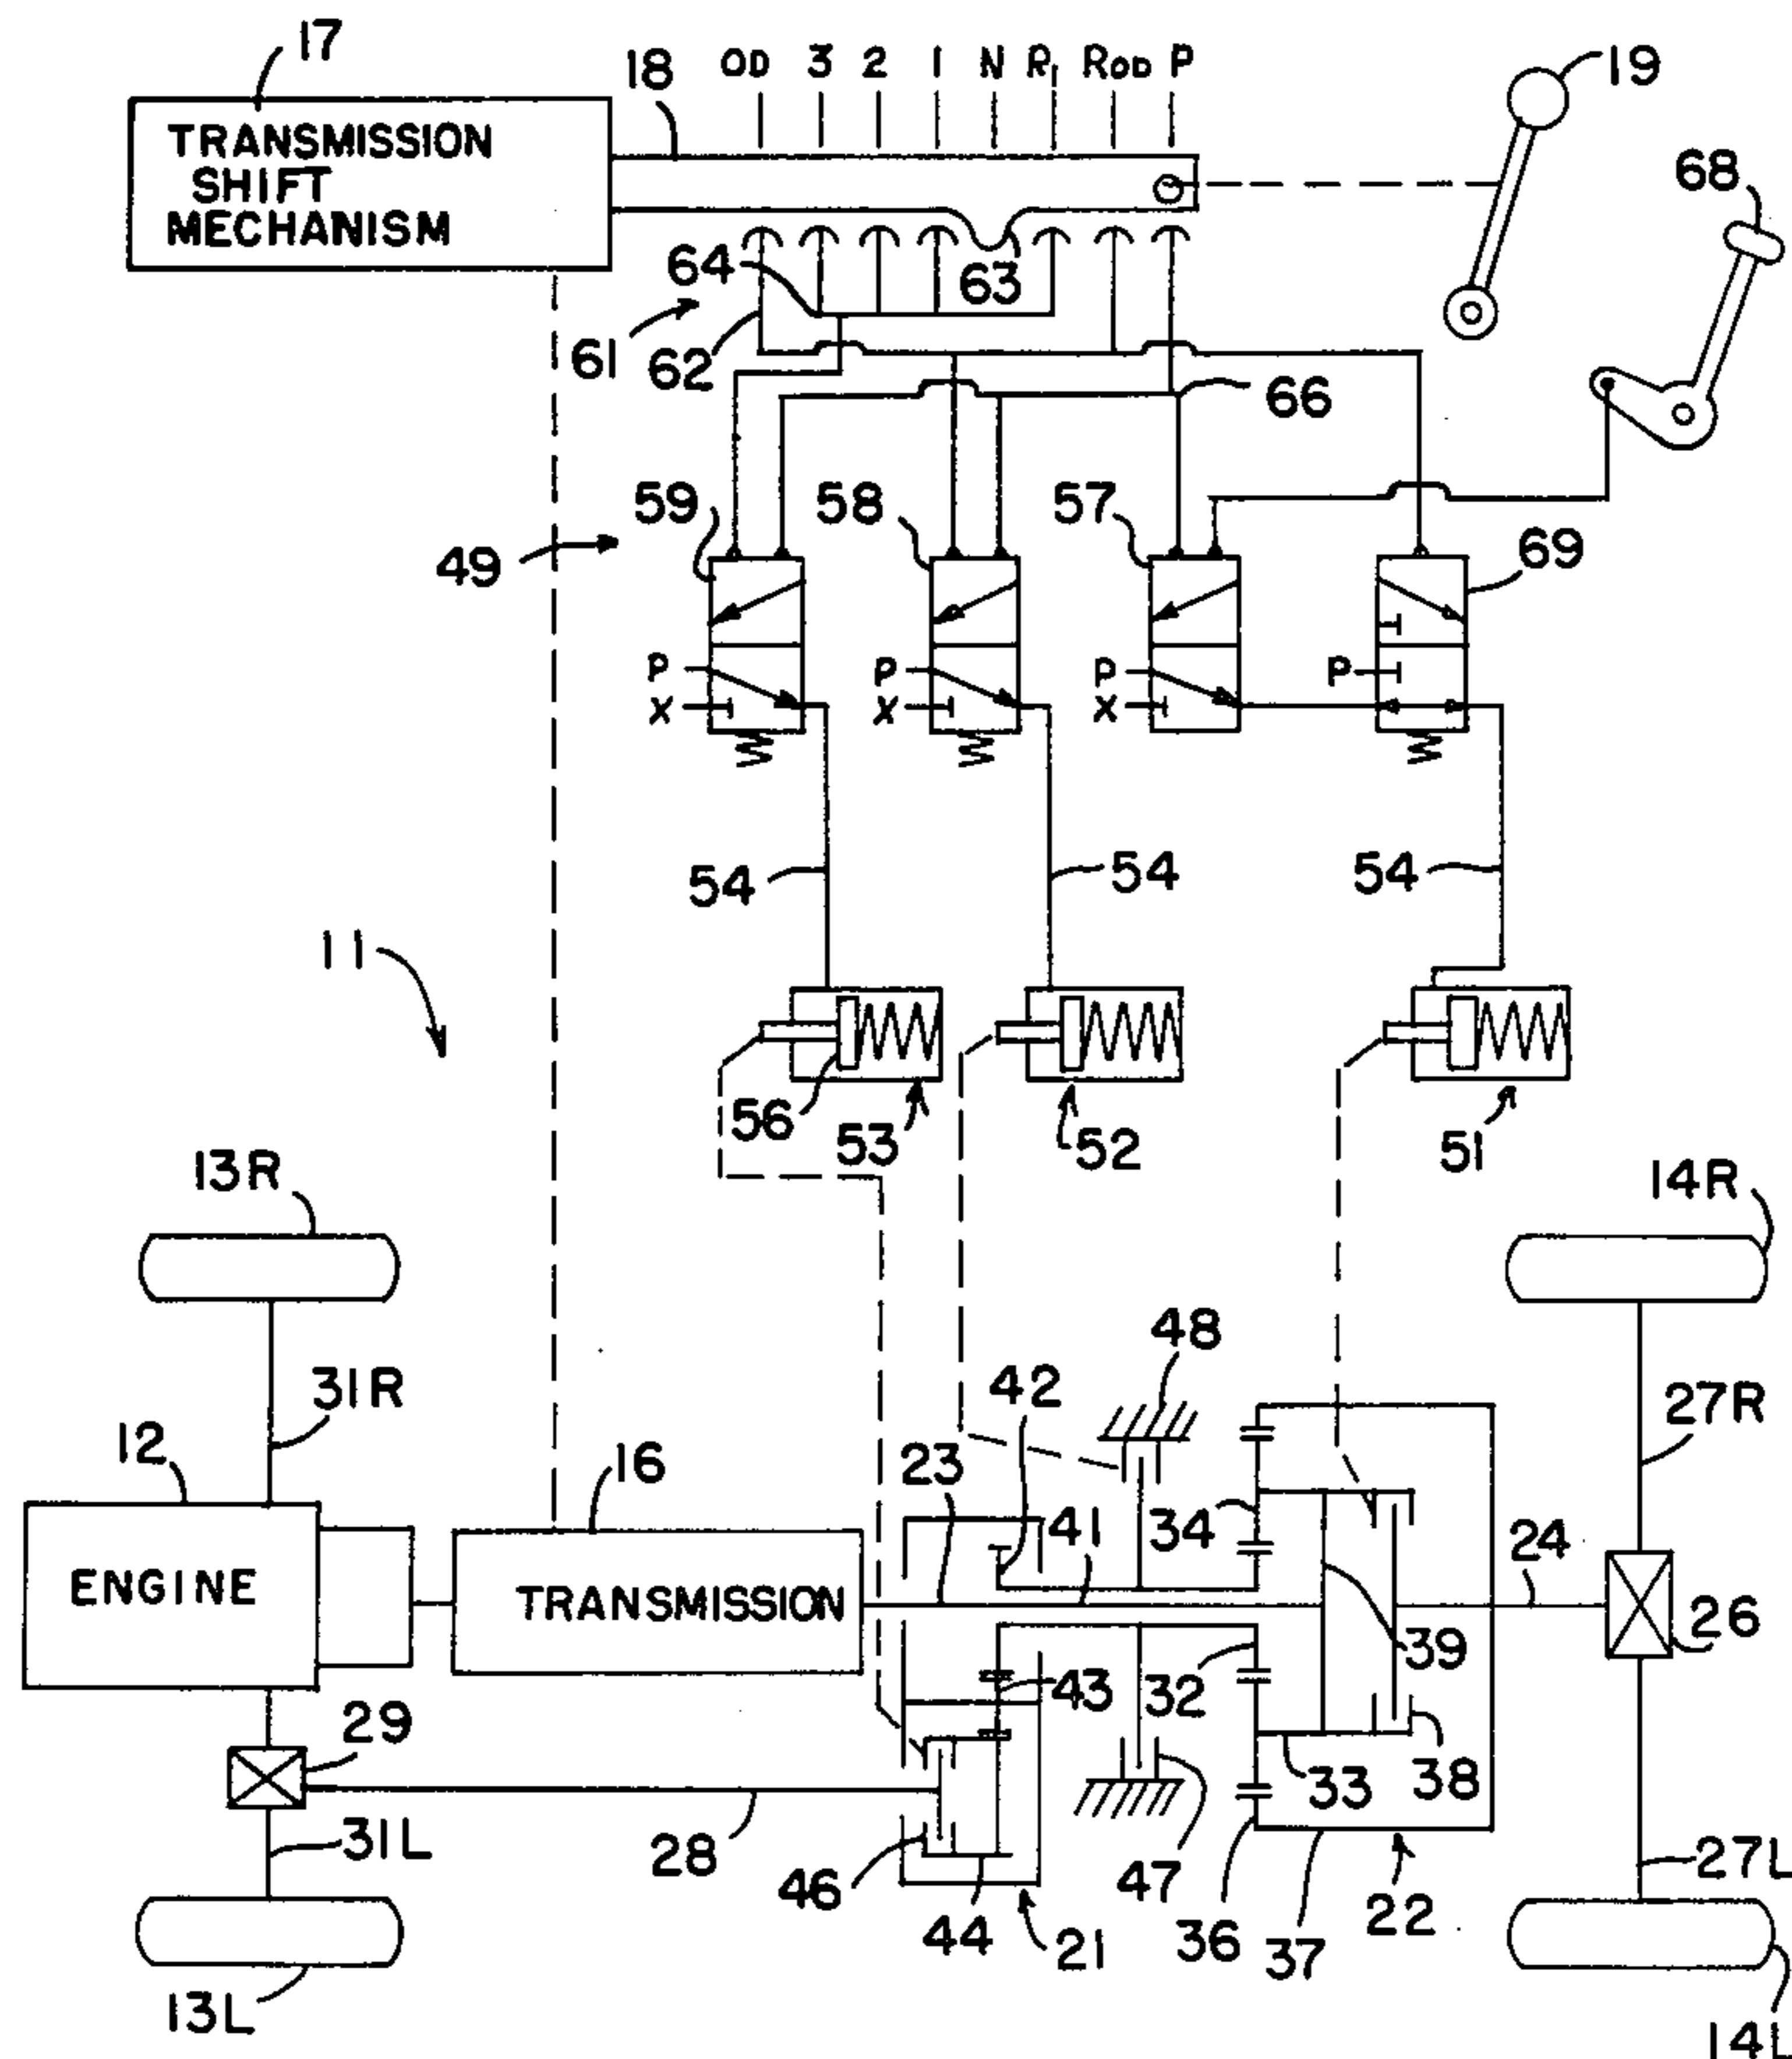 17
18
OD 3 2 1 N R1 ROD P
19
TRANSMISSION
SHIFT
MECHANISM
68
64
63
61
62
66
59
58
57
49
69
P
X
P
X
P
X
P
54
54
54
11
56
53
52
51
13R
14R
48
31R
42
27R
12
16
23
34
41
24
ENGINE
TRANSMISSION
26
39
32
43
29
38
33
31L
28
27L
46
47
44
21
36
37
22
13L
14L